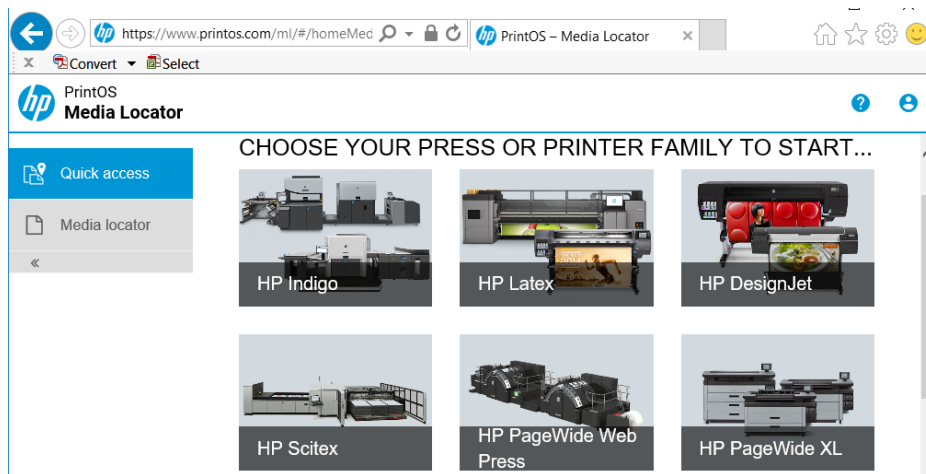 https://www.printos.com/ml/#/homeMed
hp PrintOS – Media Locator
x Convert Select
hp PrintOS
Media Locator
CHOOSE YOUR PRESS OR PRINTER FAMILY TO START...
Quick access
Media locator
«
HP Indigo
HP Latex
HP DesignJet
HP Scitex
HP PageWide Web
Press
HP PageWide XL